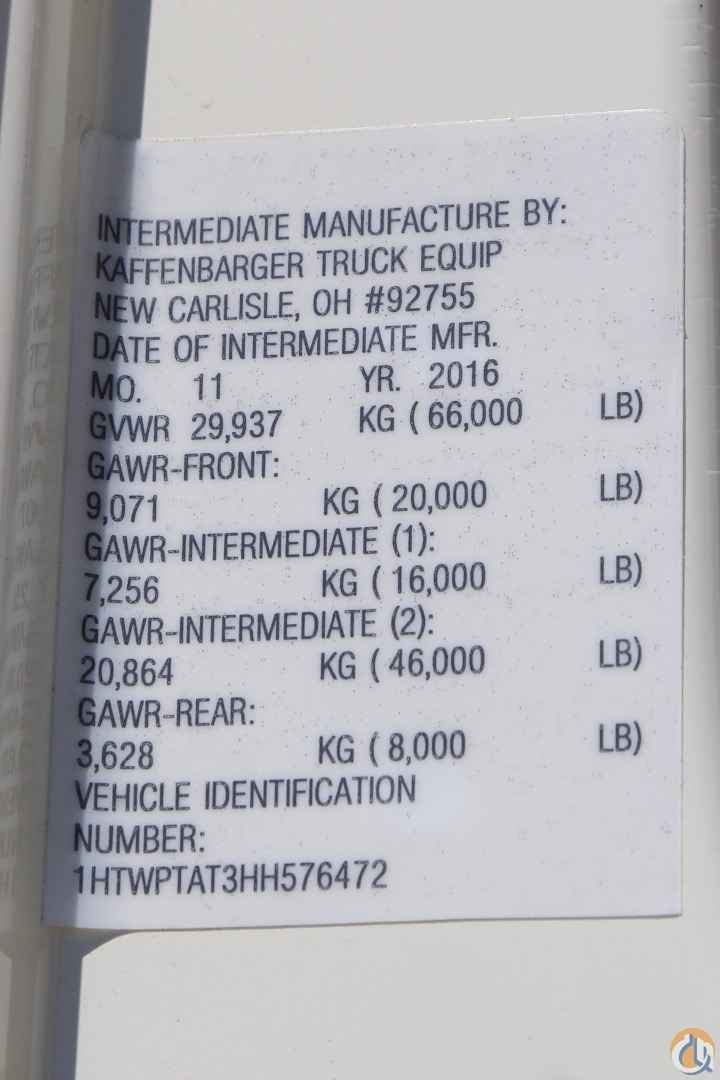 INTERMEDIATE MANUFACTURE BY:
KAFFENBARGER TRUCK EQUIP
NEW CARLISLE, OH #92755
DATE OF INTERMEDIATE MFR.
MO. 11 YR. 2016
GVWR 29,937 KG ( 66,000 LB)
GAWR-FRONT:
9,071 KG ( 20,000 LB)
GAWR-INTERMEDIATE (1):
7,256 KG ( 16,000 LB)
GAWR-INTERMEDIATE (2):
20,864 KG ( 46,000 LB)
GAWR-REAR:
3,628 KG ( 8,000 LB)
VEHICLE IDENTIFICATION
NUMBER:
1HTWPTAT3HH576472